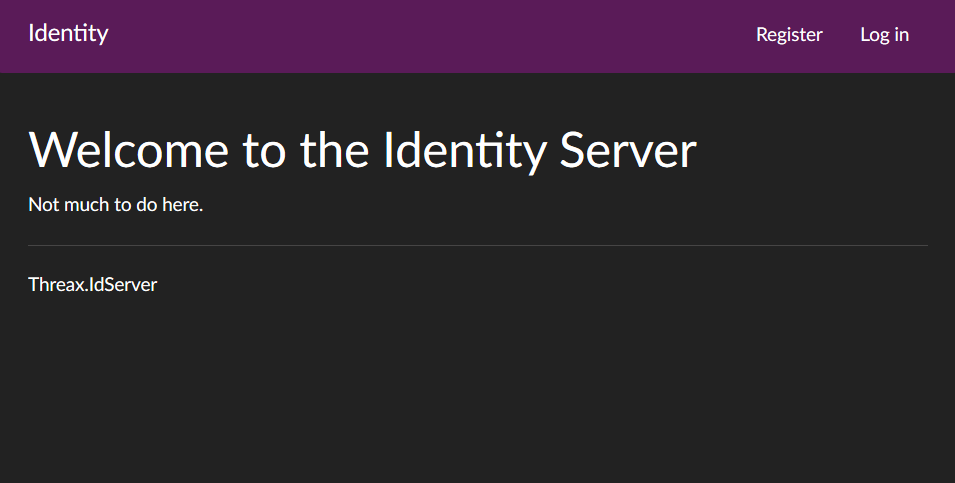 Identity
Register Log in
Welcome to the Identity Server
Not much to do here.
Threax.IdServer